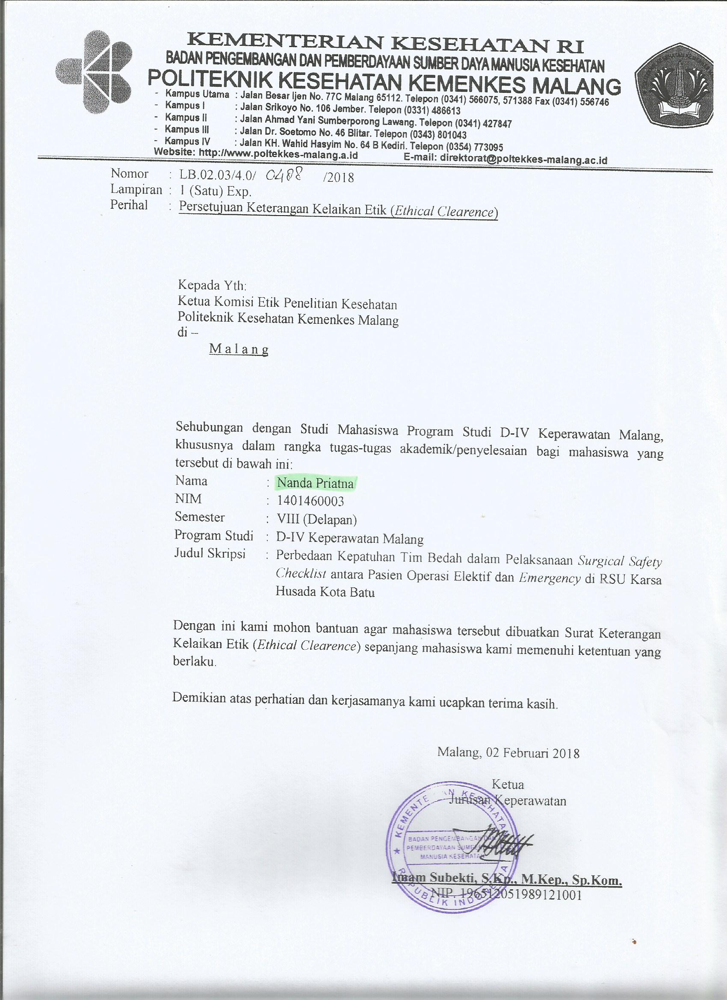 KEMENTERIAN KESEHATAN RI
BADAN PENGEMBANGAN DAN PEMBERDAYAAN SUMBER DAYA MANUSIA KESEHATAN
POLITEKNIK KESEHATAN KEMENKES MALANG
- Kampus Utama : Jalan Besar Ijen No. 77C Malang 65112. Telepon (0341) 566075, 571388 Fax (0341) 556746
- Kampus I : Jalan Srikoyo No. 106 Jember. Telepon (0331) 486613
- Kampus II : Jalan Ahmad Yani Sumberporong Lawang. Telepon (0341) 427847
- Kampus III : Jalan Dr. Soetomo No. 46 Blitar. Telepon (0343) 801043
- Kampus IV : Jalan KH. Wahid Hasyim No. 64 B Kediri. Telepon (0354) 773095
Website: http://www.poltekkes-malang.a.id E-mail: direktorat@poltekkes-malang.ac.id
Nomor : LB.02.03/4.0/ 0488 /2018
Lampiran : 1 (Satu) Exp.
Perihal : Persetujuan Keterangan Kelaikan Etik (Ethical Clearence)
Kepada Yth:
Ketua Komisi Etik Penelitian Kesehatan
Politeknik Kesehatan Kemenkes Malang
di –
Malang
Sehubungan dengan Studi Mahasiswa Program Studi D-IV Keperawatan Malang,
khususnya dalam rangka tugas-tugas akademik/penyelesaian bagi mahasiswa yang
tersebut di bawah ini:
Nama : Nanda Priatna
NIM : 1401460003
Semester : VIII (Delapan)
Program Studi : D-IV Keperawatan Malang
Judul Skripsi : Perbedaan Kepatuhan Tim Bedah dalam Pelaksanaan Surgical Safety
Checklist antara Pasien Operasi Elektif dan Emergency di RSU Karsa
Husada Kota Batu
Dengan ini kami mohon bantuan agar mahasiswa tersebut dibuatkan Surat Keterangan
Kelaikan Etik (Ethical Clearence) sepanjang mahasiswa kami memenuhi ketentuan yang
berlaku.
Demikian atas perhatian dan kerjasamanya kami ucapkan terima kasih.
Malang, 02 Februari 2018
Ketua
Jurusan Keperawatan
KESEHATAN
BADAN PENGEMBANGAN DAN
PEMBERDAYAAN
MANUSIA KESEHATAN
REPUBLIK INDONESIA
Imam Subekti, S.Kp., M.Kep., Sp.Kom.
NIP. 196512051989121001